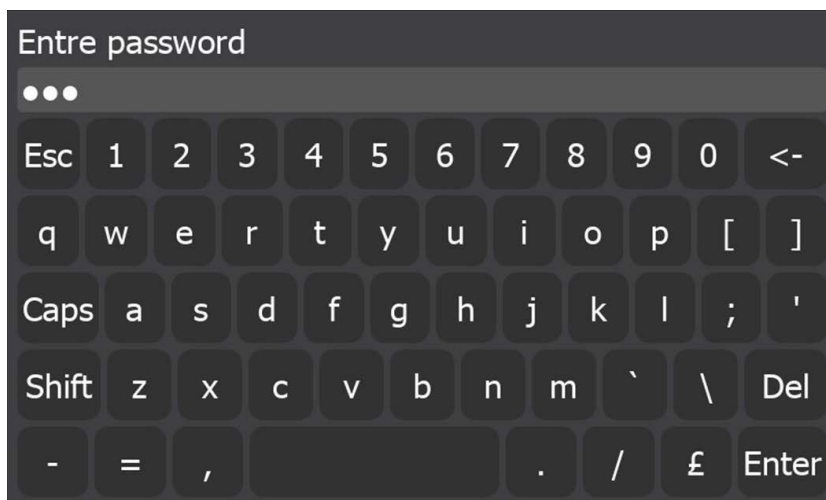 Entre password
●●●
Esc 1 2 3 4 5 6 7 8 9 0 <-
q w e r t y u i o p [ ]
Caps a s d f g h j k l ; '
Shift z x c v b n m ` \ Del
- = , . / £ Enter